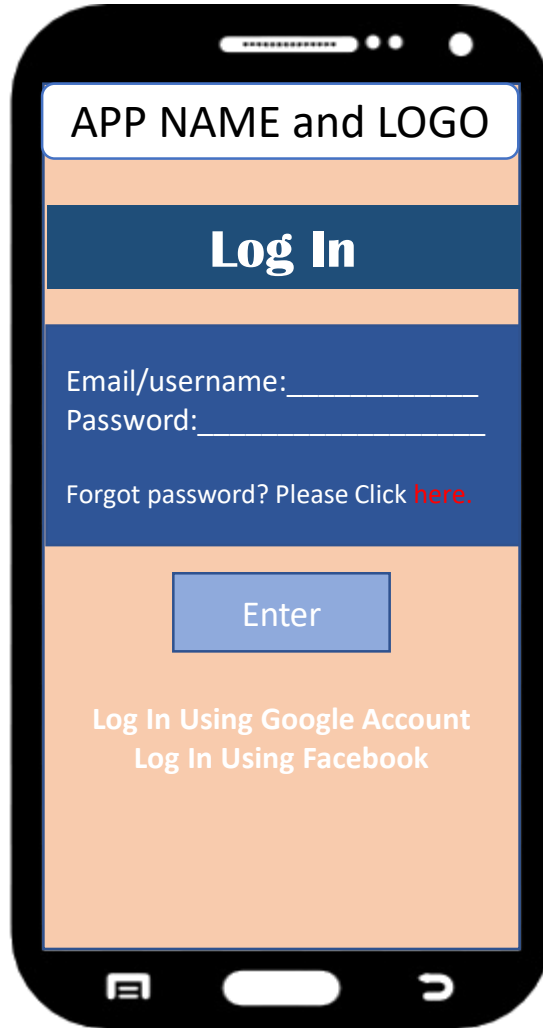 APP NAME and LOGO
Log In
Email/username:____________
Password:__________________
Forgot password? Please Click here.
Enter
Log In Using Google Account
Log In Using Facebook